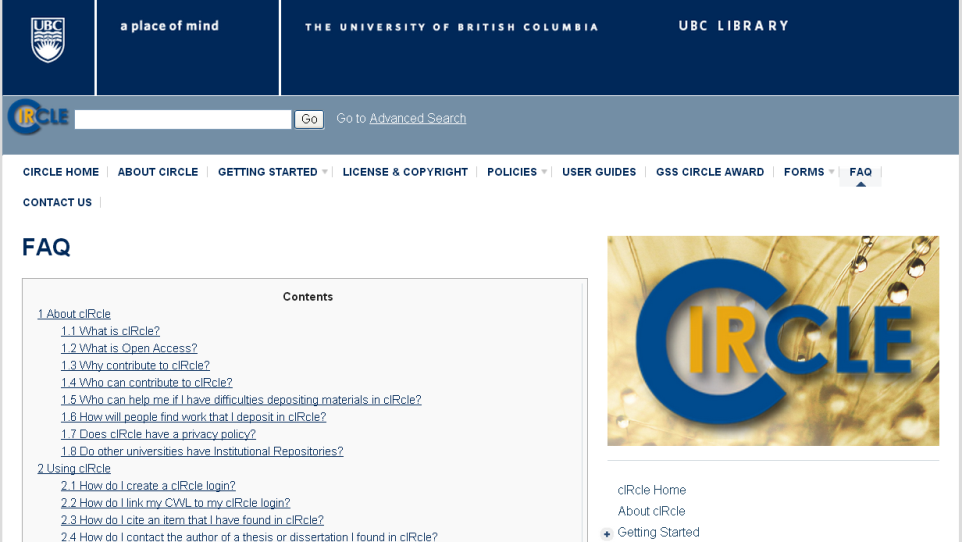 UBC
a place of mind
THE UNIVERSITY OF BRITISH COLUMBIA
UBC LIBRARY
CIRCLE
Go
Go to Advanced Search
CIRCLE HOME
ABOUT CIRCLE
GETTING STARTED
LICENSE & COPYRIGHT
POLICIES
USER GUIDES
GSS CIRCLE AWARD
FORMS
FAQ
CONTACT US
FAQ
Contents
1 About cIRcle
1.1 What is cIRcle?
1.2 What is Open Access?
1.3 Why contribute to cIRcle?
1.4 Who can contribute to cIRcle?
1.5 Who can help me if I have difficulties depositing materials in cIRcle?
1.6 How will people find work that I deposit in cIRcle?
1.7 Does cIRcle have a privacy policy?
1.8 Do other universities have Institutional Repositories?
2 Using cIRcle
2.1 How do I create a cIRcle login?
2.2 How do I link my CWL to my cIRcle login?
2.3 How do I cite an item that I have found in cIRcle?
2.4 How do I contact the author of a thesis or dissertation I found in cIRcle?
CIRCLE
cIRcle Home
About cIRcle
Getting Started